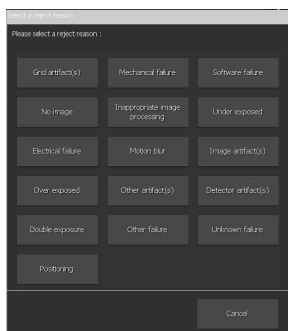 Select a reject reason
Please select a reject reason :
Grid artifact(s)
Mechanical failure
Software failure
No image
Inappropriate image
processing
Under exposed
Electrical failure
Motion blur
Image artifact(s)
Over exposed
Other artifact(s)
Detector artifact(s)
Double exposure
Other failure
Unknown failure
Positioning
Cancel